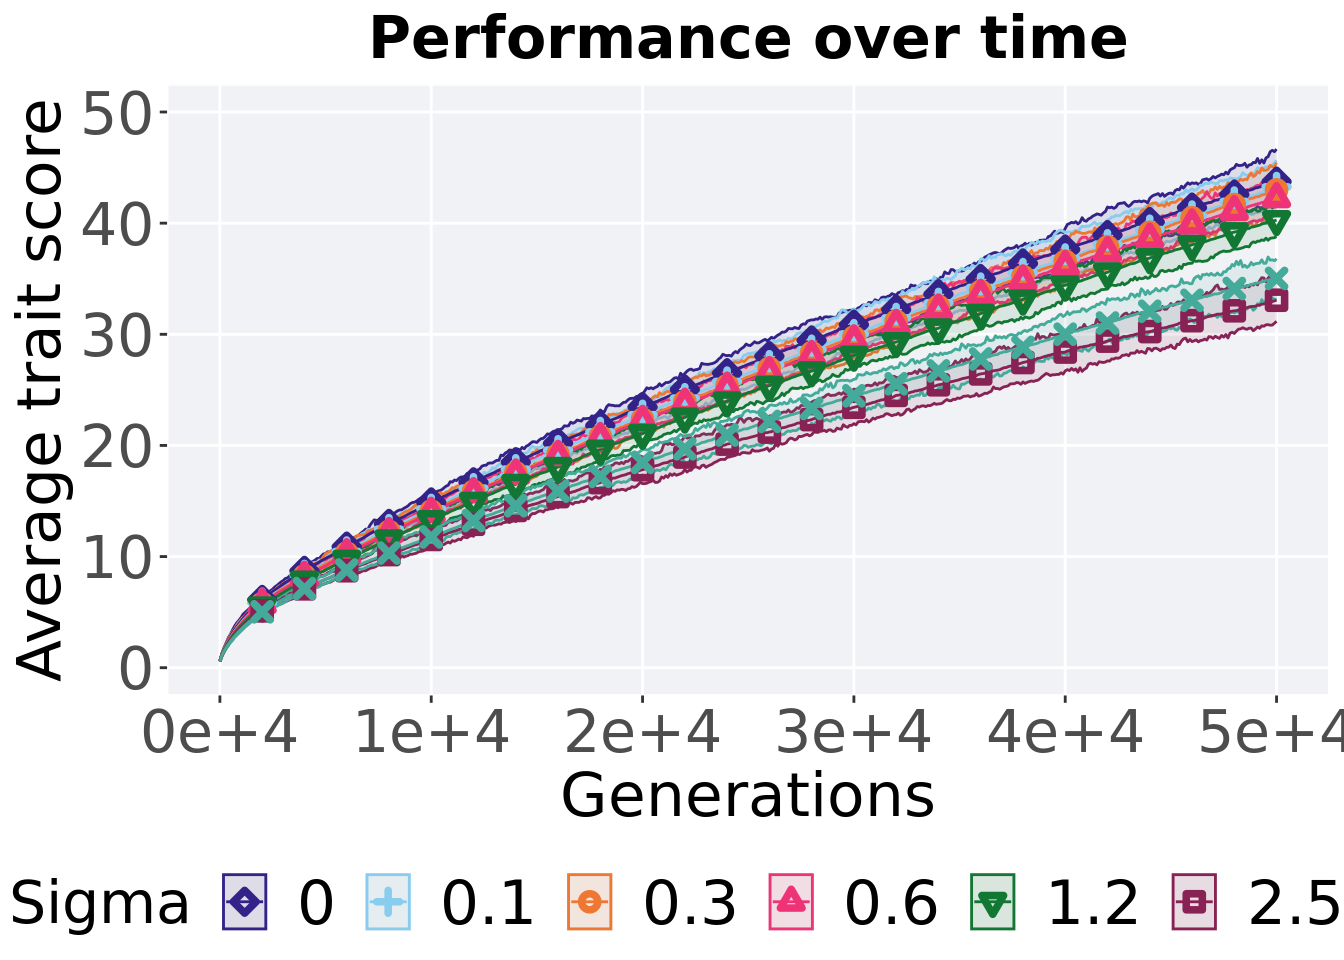 Performance over time
Average trait score
50
40
30
20
10
0
0e+4 1e+4 2e+4 3e+4 4e+4 5e+4
Generations
Sigma 0 0.1 0.3 0.6 1.2 2.5